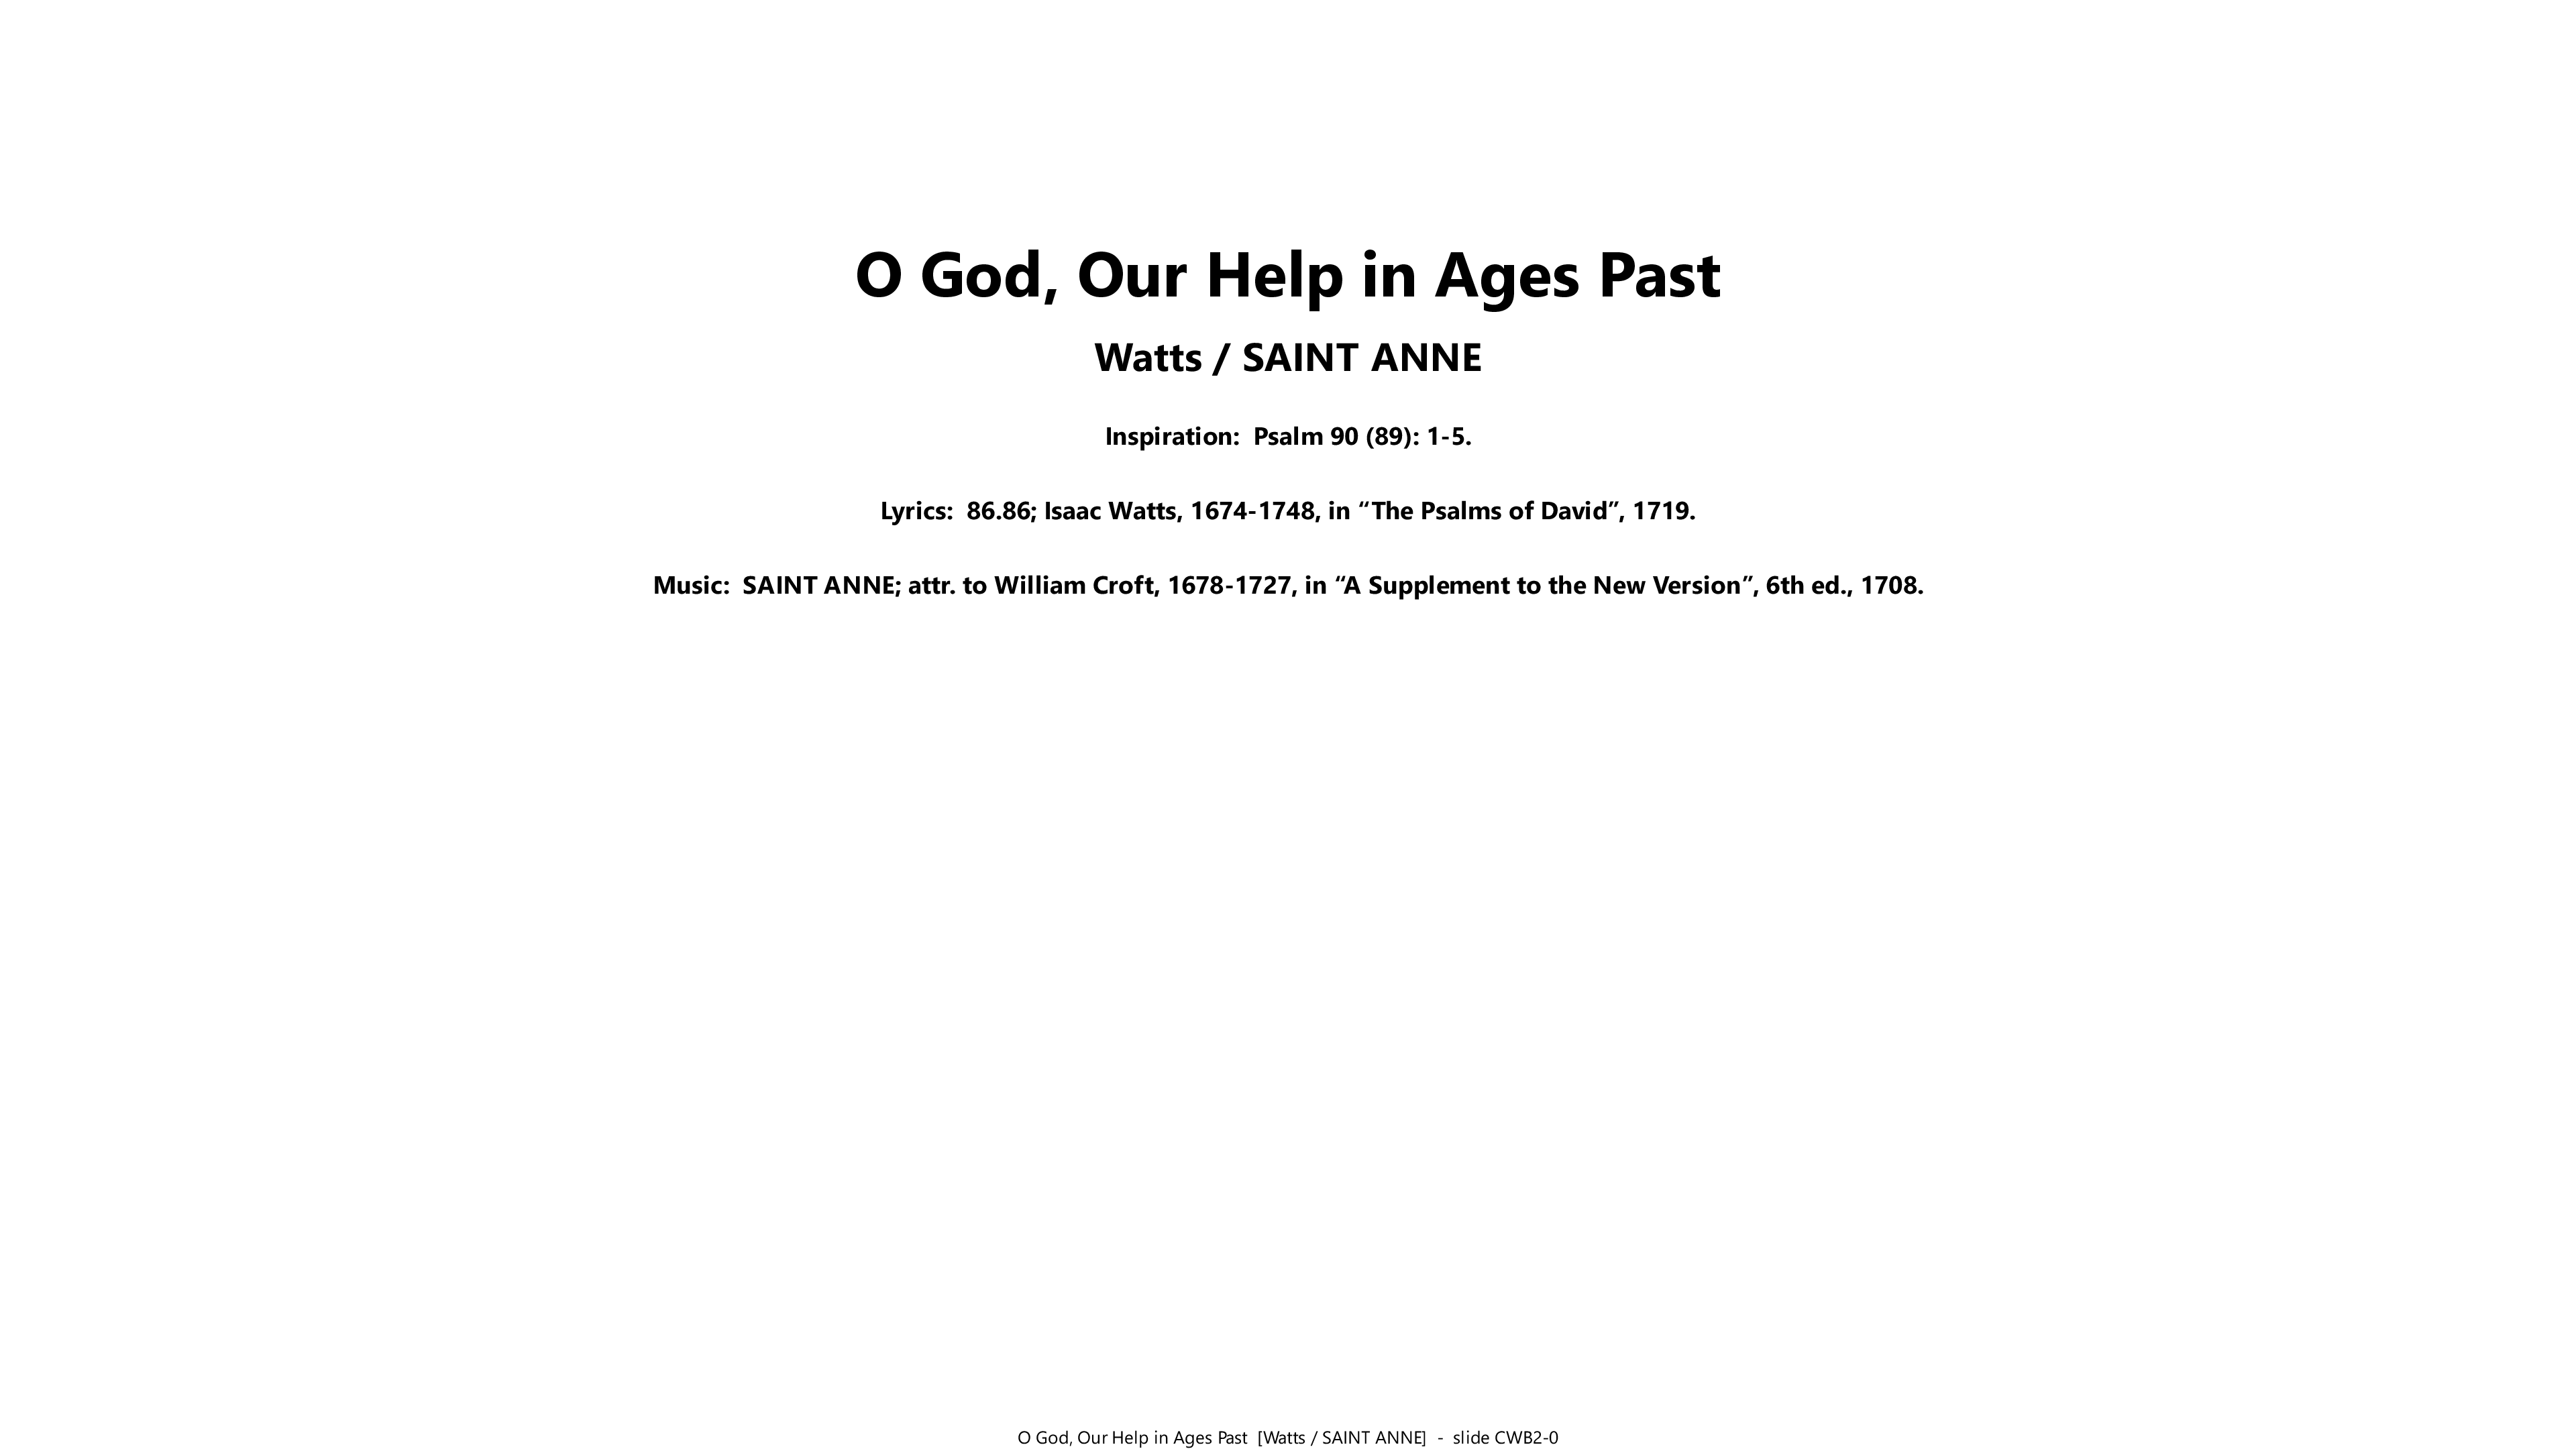 O God, Our Help in Ages Past
Watts / SAINT ANNE
Inspiration:  Psalm 90 (89): 1-5.
Lyrics:  86.86; Isaac Watts, 1674-1748, in “The Psalms of David”, 1719.
Music:  SAINT ANNE; attr. to William Croft, 1678-1727, in “A Supplement to the New Version”, 6th ed., 1708.
O God, Our Help in Ages Past  [Watts / SAINT ANNE]  -  slide CWB2-0